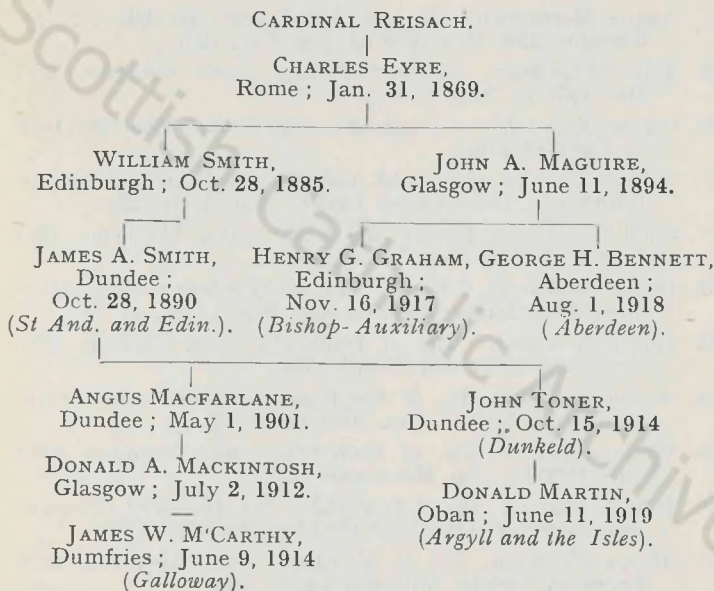 CARDINAL REISACH.
CHARLES EYRE,
Rome ; Jan. 31, 1869.
WILLIAM SMITH,
Edinburgh ; Oct. 28, 1885.
JOHN A. MAGUIRE,
Glasgow ; June 11, 1894.
JAMES A. SMITH,
Dundee ;
Oct. 28, 1890
(St And. and Edin.).
HENRY G. GRAHAM,
Edinburgh ;
Nov. 16, 1917
(Bishop-Auxiliary).
GEORGE H. BENNETT,
Aberdeen ;
Aug. 1, 1918
(Aberdeen).
ANGUS MACFARLANE,
Dundee ; May 1, 1901.
DONALD A. MACKINTOSH,
Glasgow ; July 2, 1912.
JAMES W. M'CARTHY,
Dumfries ; June 9, 1914
(Galloway).
JOHN TONER,
Dundee ; Oct. 15, 1914
(Dunkeld).
DONALD MARTIN,
Oban ; June 11, 1919
(Argyll and the Isles).
Scottish Catholic Archive